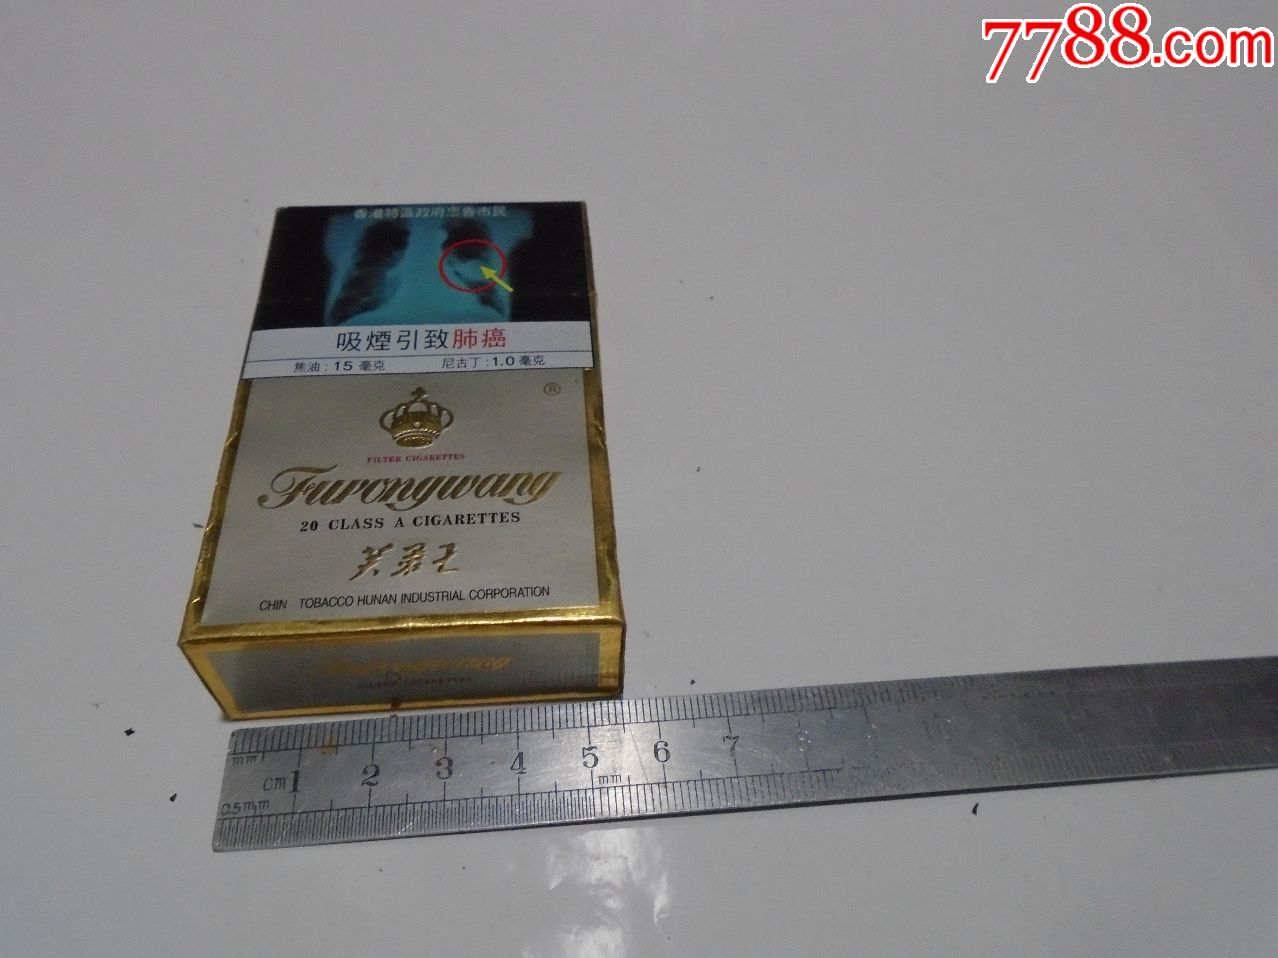 7788.com
香港特區政府忠告市民
吸煙引致肺癌
焦油:15毫克 尼古丁:1.0毫克
®
FILTER CIGARETTES
Furongwang
20 CLASS A CIGARETTES
芙蓉王
CHIN TOBACCO HUNAN INDUSTRIAL CORPORATION
Furongwang
FILTER CIGARETTES
mm
cm 1 2 3 4 5 6 7
mm
0.5mm